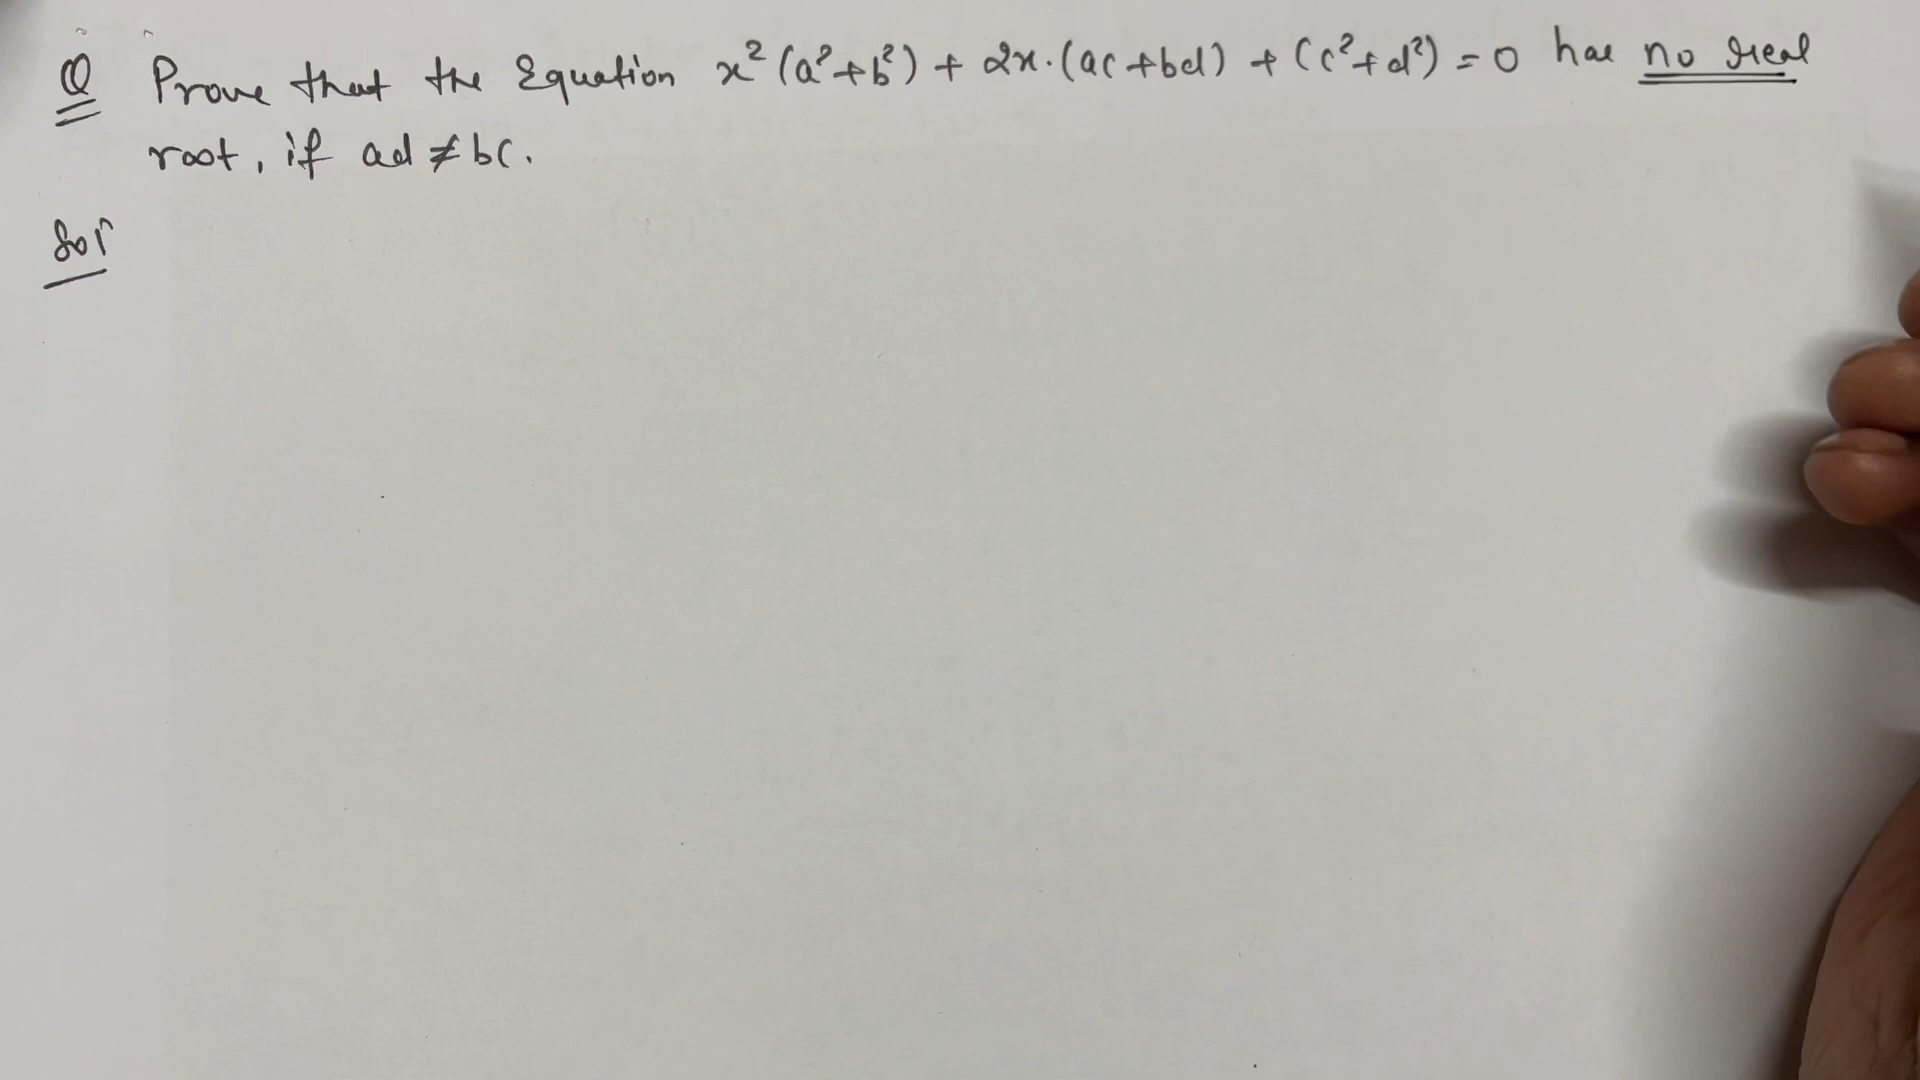 Q Prove that the Equation x²(a²+b²) + 2x.(ac+bd) + (c²+d²) = 0 has no real
root, if ad ≠ bc.
Solⁿ